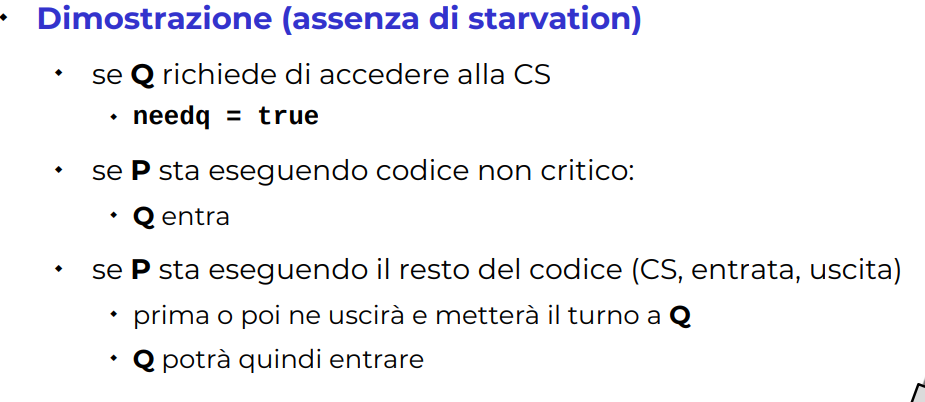 Dimostrazione (assenza di starvation)
se Q richiede di accedere alla CS
needq = true
se P sta eseguendo codice non critico:
Q entra
se P sta eseguendo il resto del codice (CS, entrata, uscita)
prima o poi ne uscirà e metterà il turno a Q
Q potrà quindi entrare